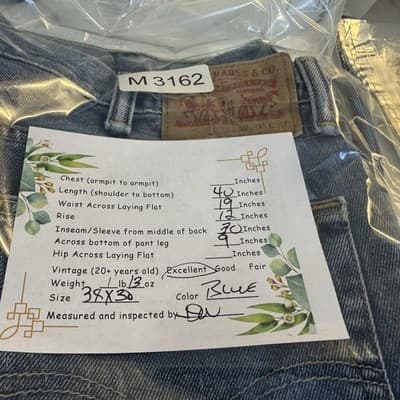 M 3162
STRAUSS & CO.
Chest (armpit to armpit) Inches
Length (shoulder to bottom) 40 Inches
Waist Across Laying Flat 19 Inches
Rise 12 Inches
Inseam/Sleeve from middle of back 30 Inches
Across bottom of pant leg 9 Inches
Hip Across Laying Flat Inches
Vintage (20+ years old) Excellent Good Fair
Weight 1 lb 13 oz
Size 38X30 Color BLUE
Measured and inspected by